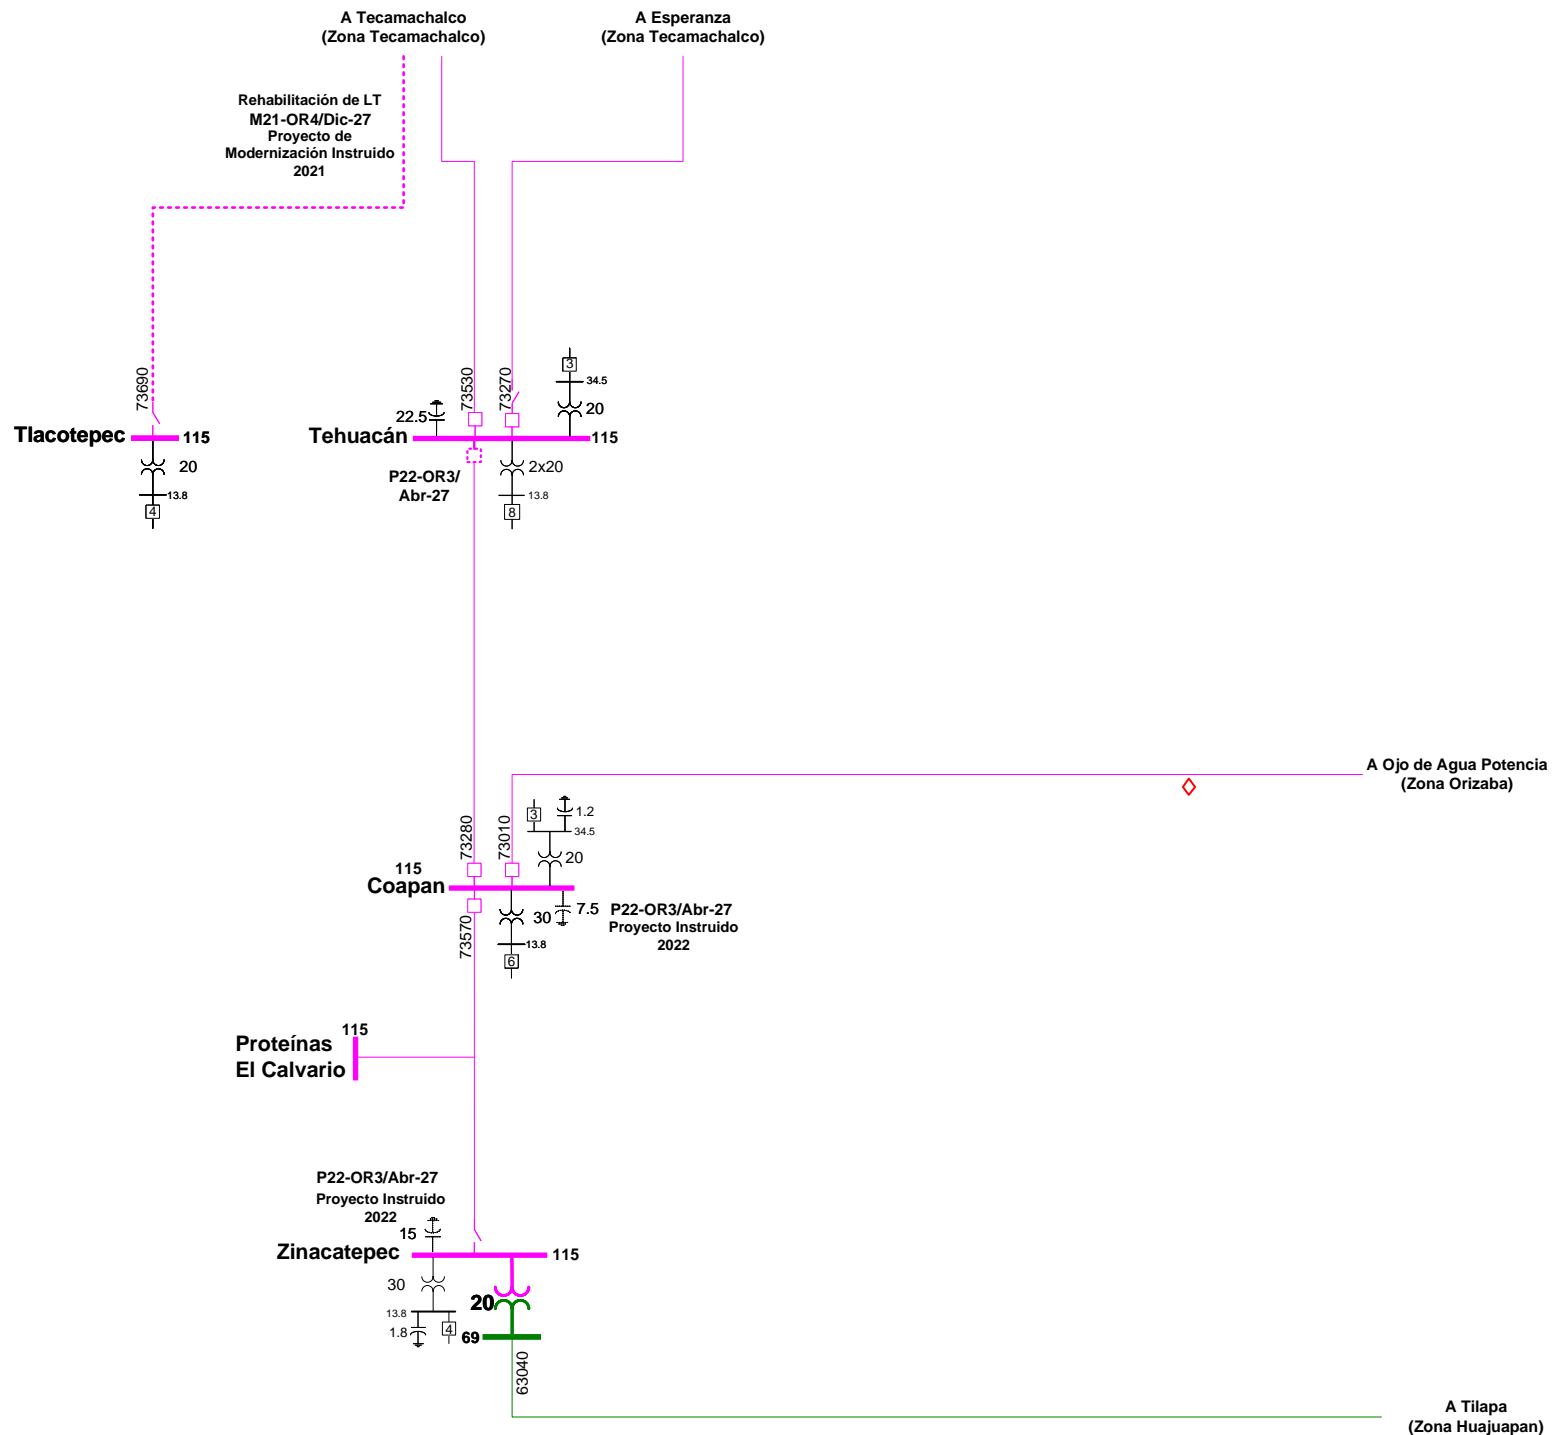 A Tecamachalco
(Zona Tecamachalco)
A Esperanza
(Zona Tecamachalco)
Rehabilitación de LT
M21-OR4/Dic-27
Proyecto de
Modernización Instruido
2021
73690
73530
73270
3
34.5
20
22.5
Tlacotepec
115
Tehuacán
115
20
13.8
4
P22-OR3/
Abr-27
2x20
13.8
8
A Ojo de Agua Potencia
(Zona Orizaba)
73280
73010
3
1.2
34.5
20
115
Coapan
73570
30
13.8
6
7.5
P22-OR3/Abr-27
Proyecto Instruido
2022
115
Proteínas
El Calvario
P22-OR3/Abr-27
Proyecto Instruido
2022
15
Zinacatepec
115
30
13.8
1.8
4
20
69
63040
A Tilapa
(Zona Huajuapan)